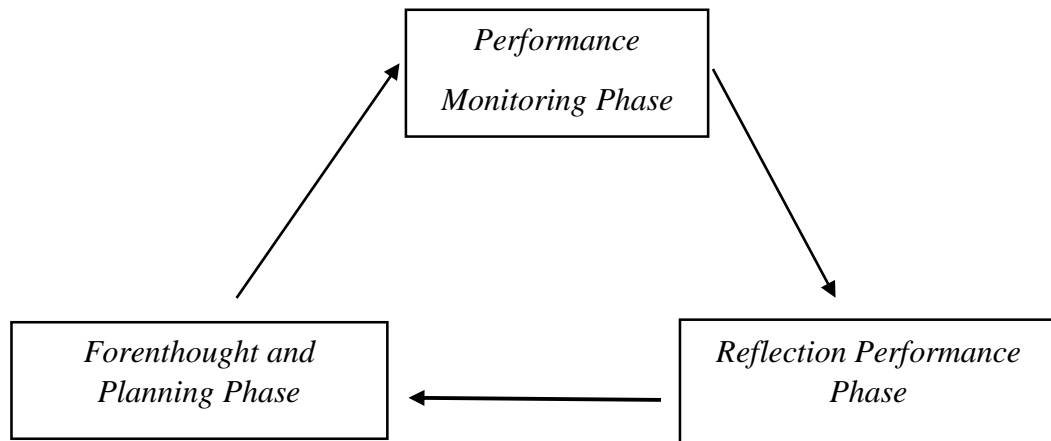 Performance
Monitoring Phase
Forenthought and
Planning Phase
Reflection Performance
Phase